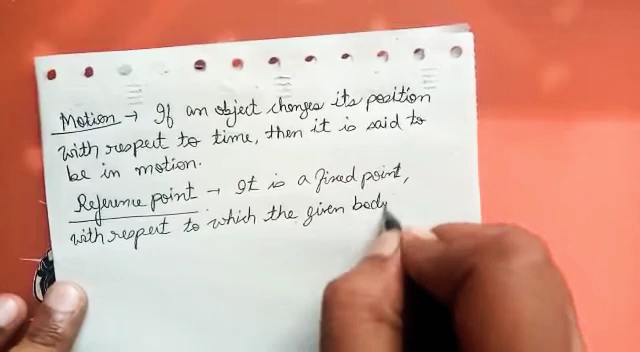 Motion → If an object changes its position
with respect to time, then it is said to
be in motion.
Reference point → It is a fixed point,
with respect to which the given body